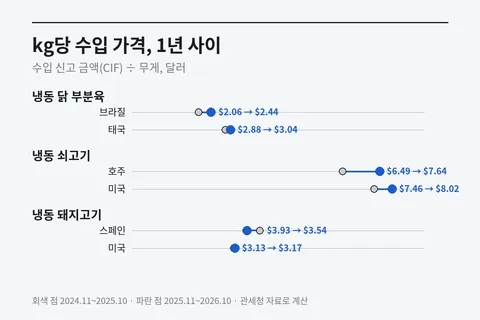 kg당 수입 가격, 1년 사이
수입 신고 금액(CIF) ÷ 무게, 달러
냉동 닭 부분육
브라질 $2.06 → $2.44
태국 $2.88 → $3.04
냉동 쇠고기
호주 $6.49 → $7.64
미국 $7.46 → $8.02
냉동 돼지고기
스페인 $3.93 → $3.54
미국 $3.13 → $3.17
회색 점 2024.11~2025.10 · 파란 점 2025.11~2026.10 · 관세청 자료로 계산